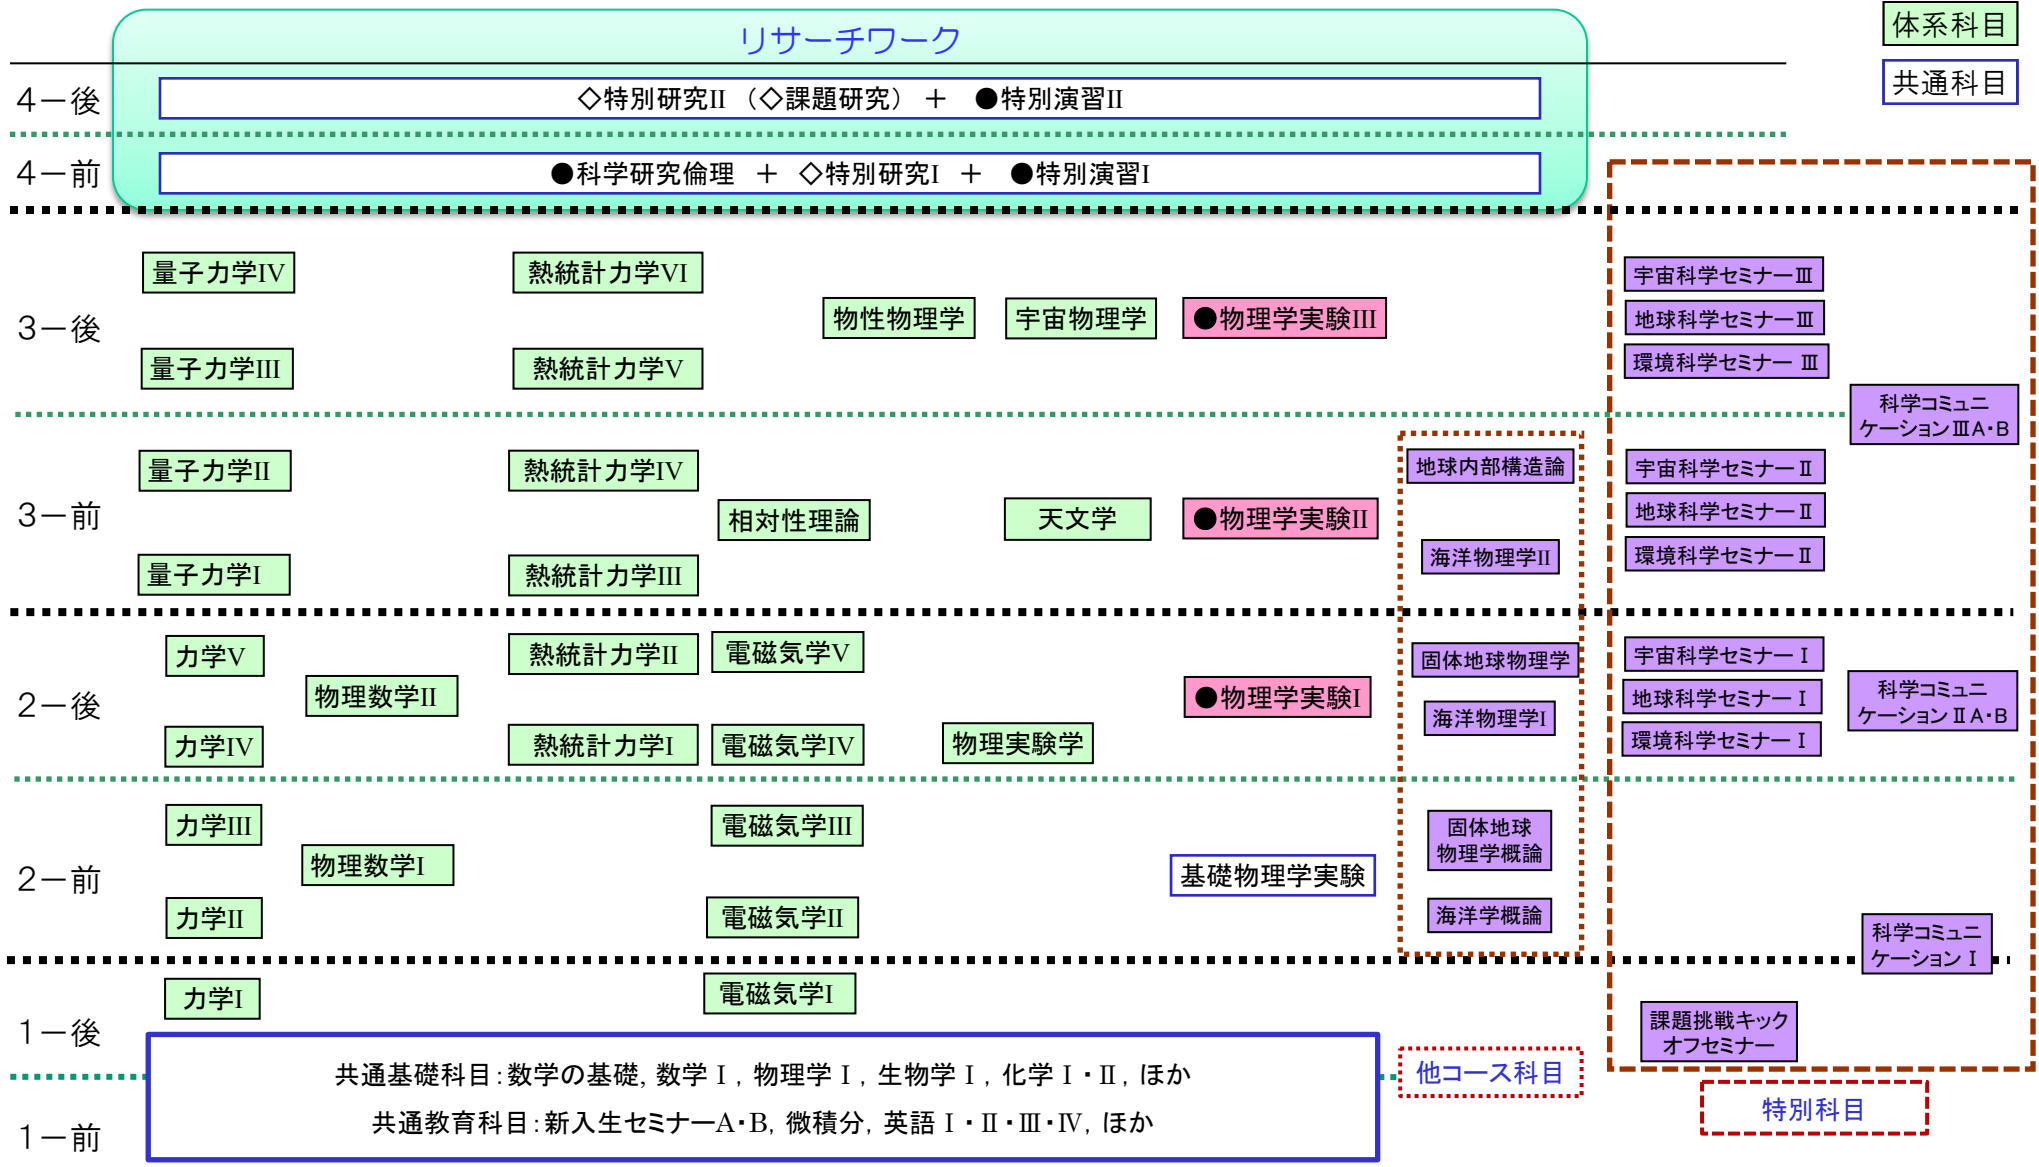 リサーチワーク
体系科目
共通科目
4－後
◇特別研究II （◇課題研究） ＋ ●特別演習II
4－前
●科学研究倫理 ＋ ◇特別研究I ＋ ●特別演習I
3－後
量子力学IV
熱統計力学VI
物性物理学
宇宙物理学
●物理学実験III
量子力学III
熱統計力学V
宇宙科学セミナーⅢ
地球科学セミナーⅢ
環境科学セミナー Ⅲ
科学コミュニ
ケーションⅢA・B
3－前
量子力学II
熱統計力学IV
相対性理論
天文学
●物理学実験II
量子力学I
熱統計力学III
地球内部構造論
海洋物理学II
宇宙科学セミナーⅡ
地球科学セミナーⅡ
環境科学セミナーⅡ
2－後
力学V
物理数学II
熱統計力学II
電磁気学V
●物理学実験I
力学IV
熱統計力学I
電磁気学IV
物理実験学
固体地球物理学
海洋物理学I
宇宙科学セミナーⅠ
地球科学セミナーⅠ
環境科学セミナーⅠ
科学コミュニ
ケーションⅡA・B
2－前
力学III
物理数学I
電磁気学III
基礎物理学実験
力学II
電磁気学II
固体地球
物理学概論
海洋学概論
科学コミュニ
ケーションⅠ
1－後
力学I
電磁気学I
課題挑戦キック
オフセミナー
共通基礎科目：数学の基礎, 数学Ⅰ, 物理学Ⅰ, 生物学Ⅰ, 化学Ⅰ・Ⅱ, ほか
共通教育科目：新入生セミナーA・B, 微積分, 英語Ⅰ・Ⅱ・Ⅲ・Ⅳ, ほか
1－前
他コース科目
特別科目